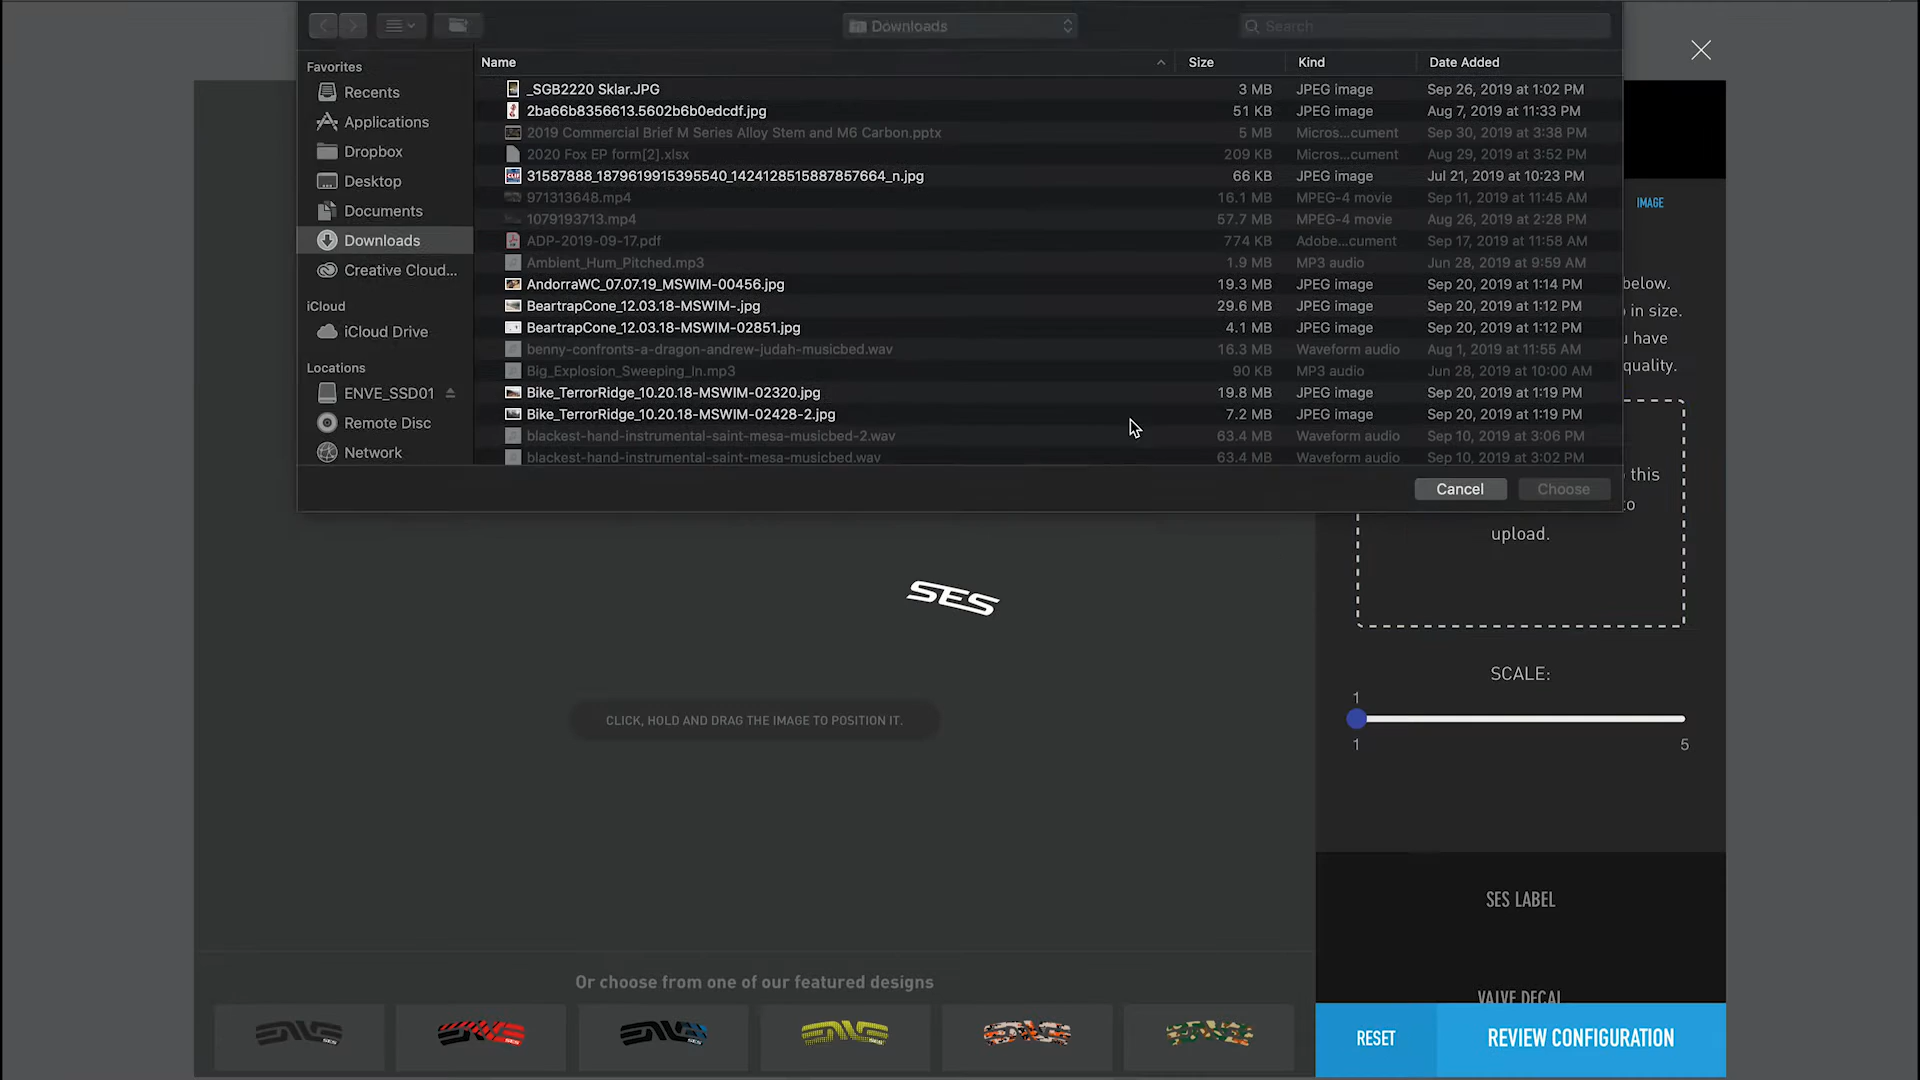 Downloads
Search
Favorites
Recents
Applications
Dropbox
Desktop
Documents
Downloads
Creative Cloud...
iCloud
iCloud Drive
Locations
ENVE_SSD01
Remote Disc
Network
Name Size Kind Date Added
_SGB2220 Sklar.JPG 3 MB JPEG image Sep 26, 2019 at 1:02 PM
2ba66b8356613.5602b6b0edcdf.jpg 51 KB JPEG image Aug 7, 2019 at 11:33 PM
2019 Commercial Brief M Series Alloy Stem and M6 Carbon.pptx 5 MB Micros...cument Sep 30, 2019 at 3:38 PM
2020 Fox EP form[2].xlsx 209 KB Micros...cument Aug 29, 2019 at 3:52 PM
31587888_1879619915395540_1424128515887857664_n.jpg 66 KB JPEG image Jul 21, 2019 at 10:23 PM
971313648.mp4 16.1 MB MPEG-4 movie Sep 11, 2019 at 11:45 AM
1079193713.mp4 57.7 MB MPEG-4 movie Aug 26, 2019 at 2:28 PM
ADP-2019-09-17.pdf 774 KB Adobe...cument Sep 17, 2019 at 11:58 AM
Ambient_Hum_Pitched.mp3 1.9 MB MP3 audio Jun 28, 2019 at 9:59 AM
AndorraWC_07.07.19_MSWIM-00456.jpg 19.3 MB JPEG image Sep 20, 2019 at 1:14 PM
BeartrapCone_12.03.18-MSWIM-.jpg 29.6 MB JPEG image Sep 20, 2019 at 1:12 PM
BeartrapCone_12.03.18-MSWIM-02851.jpg 4.1 MB JPEG image Sep 20, 2019 at 1:12 PM
benny-confronts-a-dragon-andrew-judah-musicbed.wav 16.3 MB Waveform audio Aug 1, 2019 at 11:55 AM
Big_Explosion_Sweeping_In.mp3 90 KB MP3 audio Jun 28, 2019 at 10:00 AM
Bike_TerrorRidge_10.20.18-MSWIM-02320.jpg 19.8 MB JPEG image Sep 20, 2019 at 1:19 PM
Bike_TerrorRidge_10.20.18-MSWIM-02428-2.jpg 7.2 MB JPEG image Sep 20, 2019 at 1:19 PM
blackest-hand-instrumental-saint-mesa-musicbed-2.wav 63.4 MB Waveform audio Sep 10, 2019 at 3:06 PM
blackest-hand-instrumental-saint-mesa-musicbed.wav 63.4 MB Waveform audio Sep 10, 2019 at 3:02 PM
Cancel Choose
IMAGE
below.
in size.
have
quality.
this
upload.
SES
CLICK, HOLD AND DRAG THE IMAGE TO POSITION IT.
SCALE:
1
1 5
SES LABEL
VALVE DECAL
Or choose from one of our featured designs
RESET REVIEW CONFIGURATION